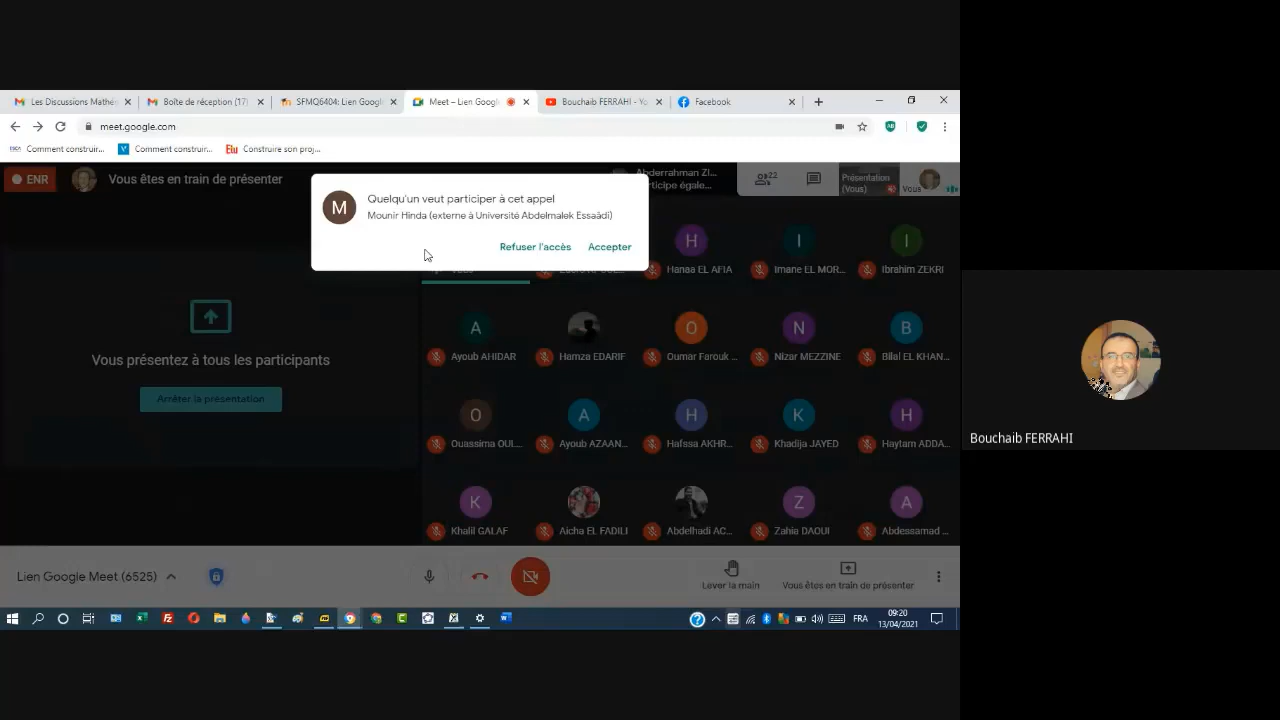 Les Discussions Mathé
Boîte de réception (17)
SFMQ6404: Lien Google
Meet – Lien Googl
Bouchaib FERRAHI - Yo
Facebook
meet.google.com
Comment construir...
Comment construir...
Elu
Construire son proj...
ENR
Vous êtes en train de présenter
Abderrahman ZI...
participe égale...
22
Présentation
(Vous)
Vous
M
Quelqu'un veut participer à cet appel
Mounir Hinda (externe à Université Abdelmalek Essaâdi)
Refuser l'accès
Accepter
H
I
I
Hanaa EL AFIA
Imane EL MOR...
Ibrahim ZEKRI
Vous présentez à tous les participants
Arrêter la présentation
A
O
N
B
Ayoub AHIDAR
Hamza EDARIF
Oumar Farouk ...
Nizar MEZZINE
Bilal EL KHAN...
O
A
H
K
H
Ouassima OUL...
Ayoub AZAAN...
Hafssa AKHR...
Khadija JAYED
Haytam ADDA...
K
Z
A
Khalil GALAF
Aicha EL FADILI
Abdelhadi AC...
Zahia DAOUI
Abdessamad ...
Bouchaib FERRAHI
Lien Google Meet (6525)
Lever la main
Vous êtes en train de présenter
FRA
09:20
13/04/2021